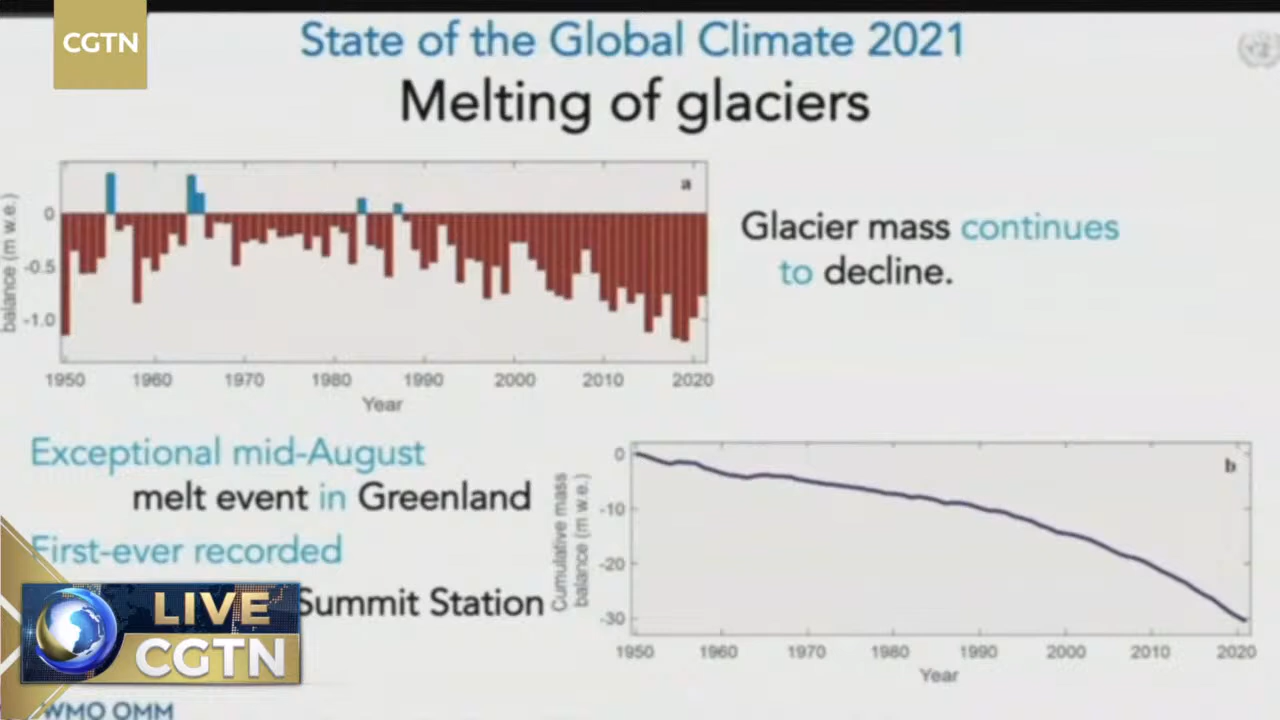 CGTN
State of the Global Climate 2021
Melting of glaciers
a
balance (m w.e.)
0
-0.5
-1.0
1950 1960 1970 1980 1990 2000 2010 2020
Year
Glacier mass continues
to decline.
Exceptional mid-August
melt event in Greenland
First-ever recorded
Summit Station
b
Cumulative mass
balance (m w.e.)
0
-10
-20
-30
1950 1960 1970 1980 1990 2000 2010 2020
Year
LIVE
CGTN
WMO OMM